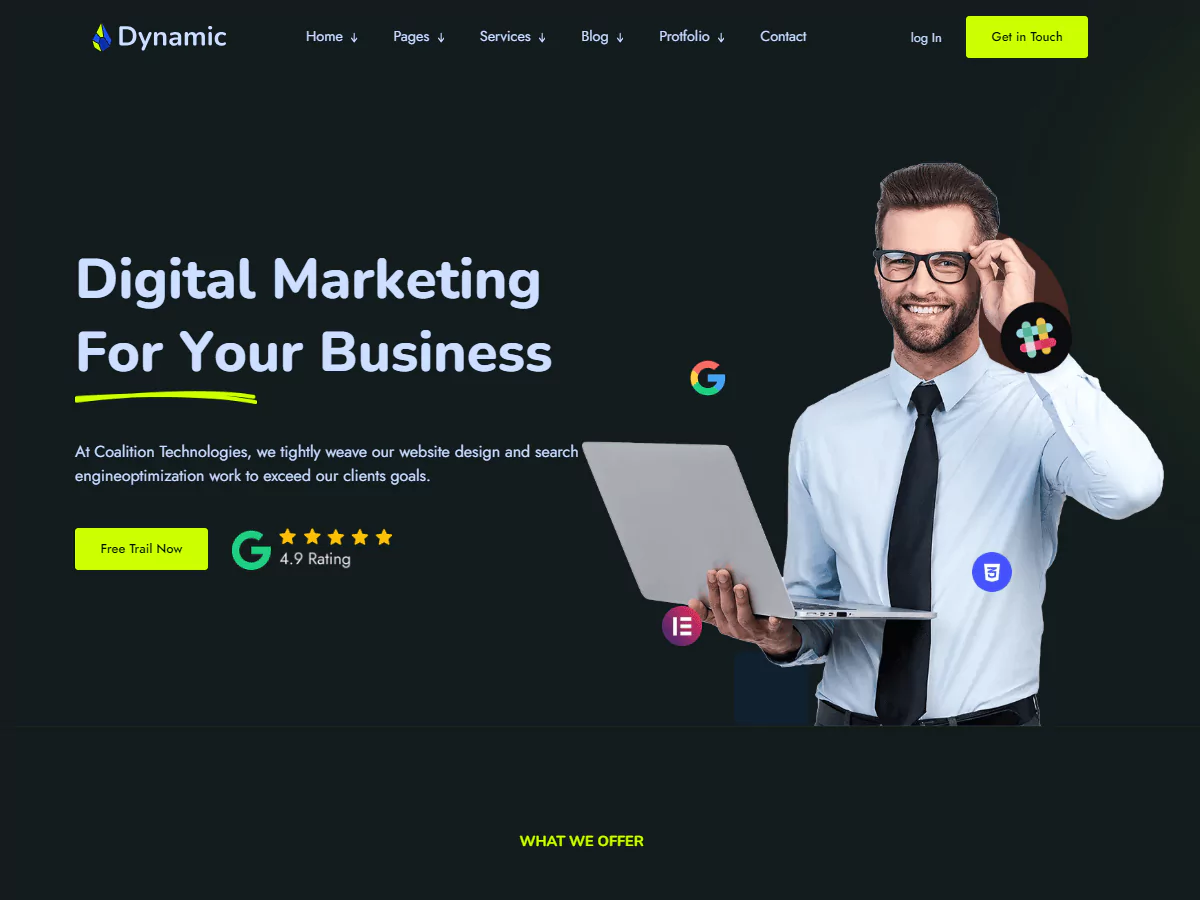 Dynamic
Home
Pages
Services
Blog
Protfolio
Contact
log In
Get in Touch
Digital Marketing
For Your Business
At Coalition Technologies, we tightly weave our website design and search
engineoptimization work to exceed our clients goals.
Free Trail Now
4.9 Rating
WHAT WE OFFER